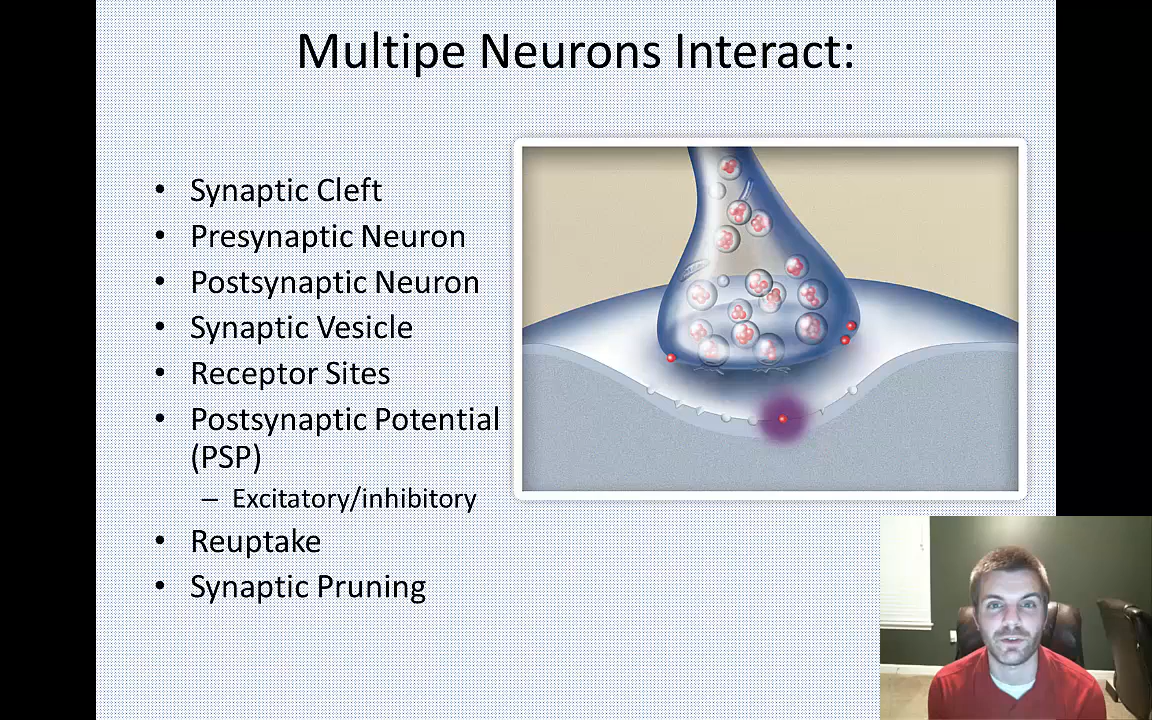 Multipe Neurons Interact:
• Synaptic Cleft
• Presynaptic Neuron
• Postsynaptic Neuron
• Synaptic Vesicle
• Receptor Sites
• Postsynaptic Potential
(PSP)
– Excitatory/inhibitory
• Reuptake
• Synaptic Pruning